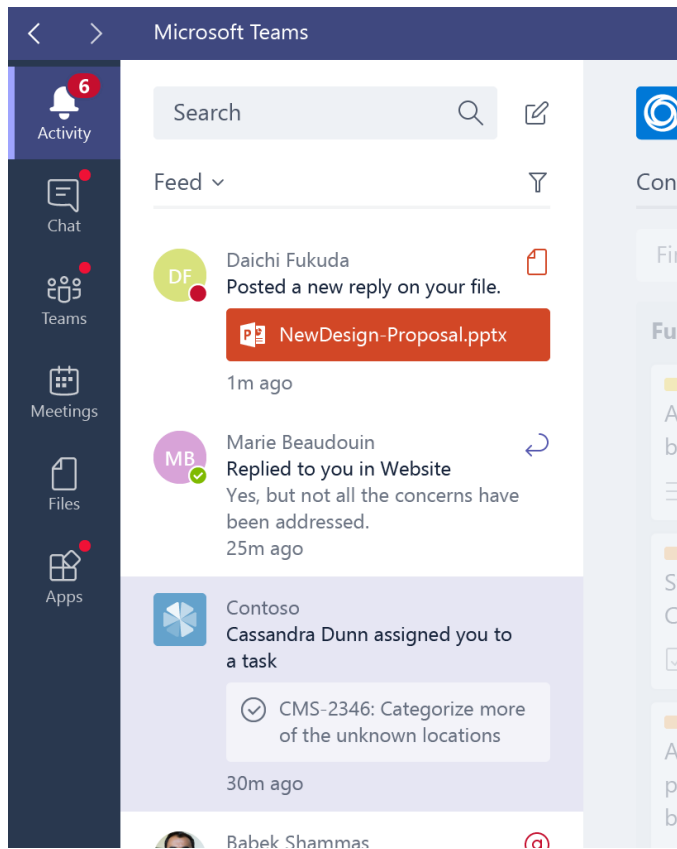 Microsoft Teams
6
Activity
Chat
Teams
Meetings
Files
Apps
Search
Feed
DF
Daichi Fukuda
Posted a new reply on your file.
NewDesign-Proposal.pptx
1m ago
MB
Marie Beaudouin
Replied to you in Website
Yes, but not all the concerns have
been addressed.
25m ago
Contoso
Cassandra Dunn assigned you to
a task
CMS-2346: Categorize more
of the unknown locations
30m ago
Babek Shammas
@
Con
Fi
Fu
A
b
S
C
A
p
b